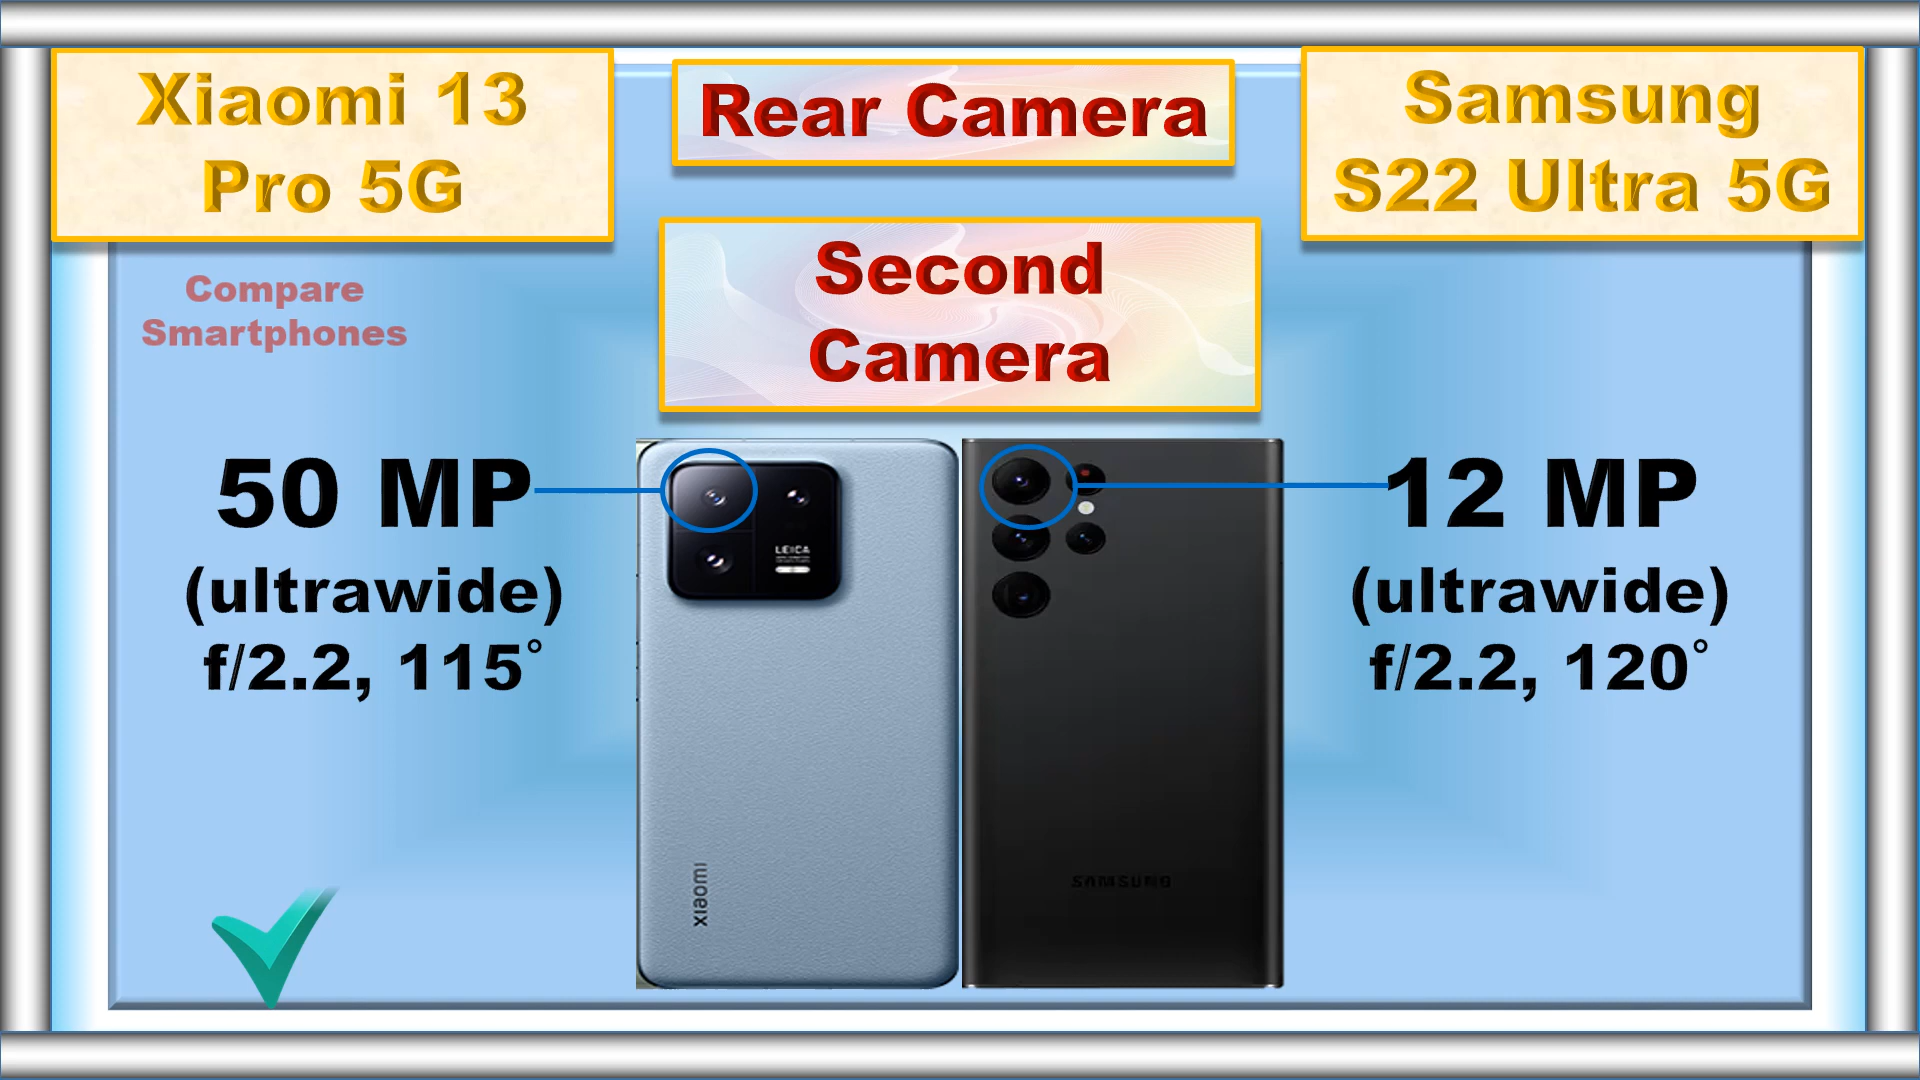 Xiaomi 13
Pro 5G
Rear Camera
Samsung
S22 Ultra 5G
Second
Camera
Compare
Smartphones
50 MP
(ultrawide)
f/2.2, 115°
12 MP
(ultrawide)
f/2.2, 120°
LEICA
xiaomi
SAMSUNG